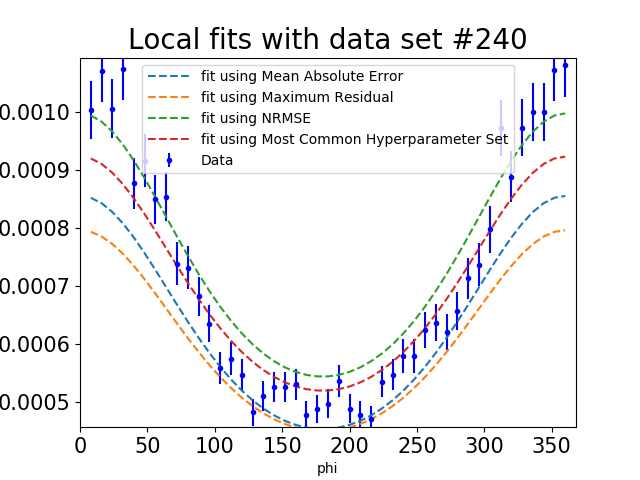 Local fits with data set #240
fit using Mean Absolute Error
fit using Maximum Residual
fit using NRMSE
fit using Most Common Hyperparameter Set
Data
0.0010
0.0009
0.0008
0.0007
0.0006
0.0005
0 50 100 150 200 250 300 350
phi